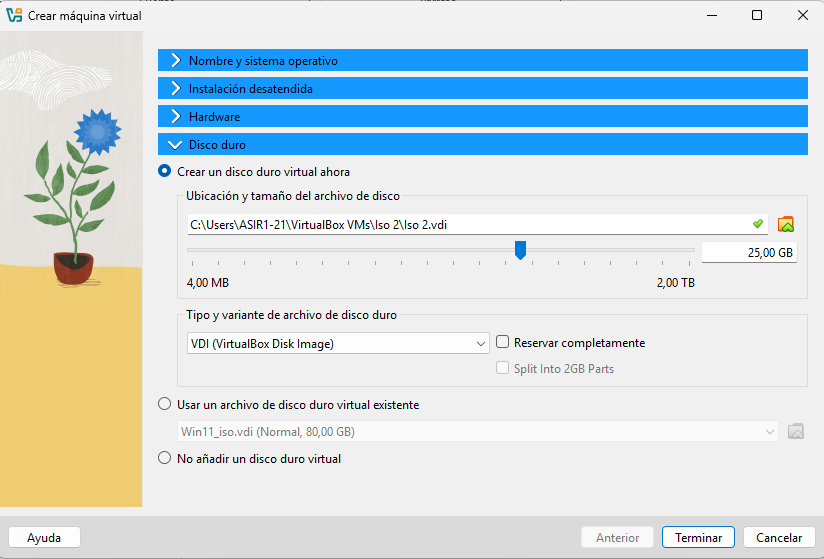 Crear máquina virtual
Nombre y sistema operativo
Instalación desatendida
Hardware
Disco duro
Crear un disco duro virtual ahora
Ubicación y tamaño del archivo de disco
C:\Users\ASIR1-21\VirtualBox VMs\Iso 2\Iso 2.vdi
25,00 GB
4,00 MB 2,00 TB
Tipo y variante de archivo de disco duro
VDI (VirtualBox Disk Image) Reservar completamente
Split Into 2GB Parts
Usar un archivo de disco duro virtual existente
Win11_iso.vdi (Normal, 80,00 GB)
No añadir un disco duro virtual
Ayuda Anterior Terminar Cancelar